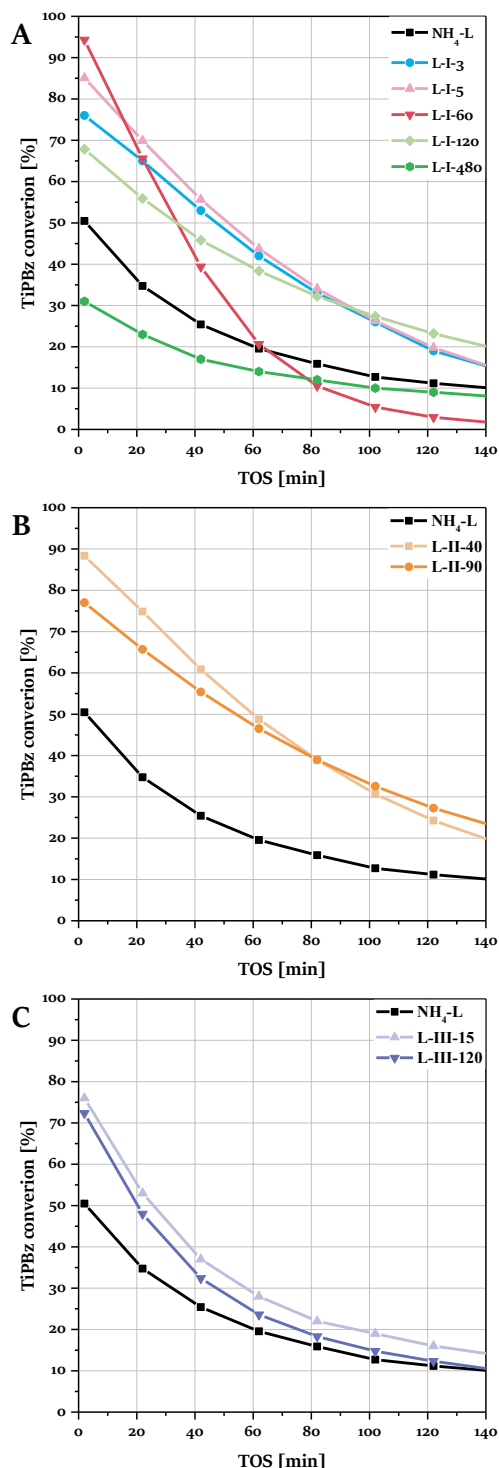 A
100
90
80
70
60
50
40
30
20
10
0
TiPBz converion [%]
NH₄-L
L-I-3
L-I-5
L-I-60
L-I-120
L-I-480
0 20 40 60 80 100 120 140
TOS [min]
B
100
90
80
70
60
50
40
30
20
10
0
TiPBz converion [%]
NH₄-L
L-II-40
L-II-90
0 20 40 60 80 100 120 140
TOS [min]
C
100
90
80
70
60
50
40
30
20
10
0
TiPBz converion [%]
NH₄-L
L-III-15
L-III-120
0 20 40 60 80 100 120 140
TOS [min]